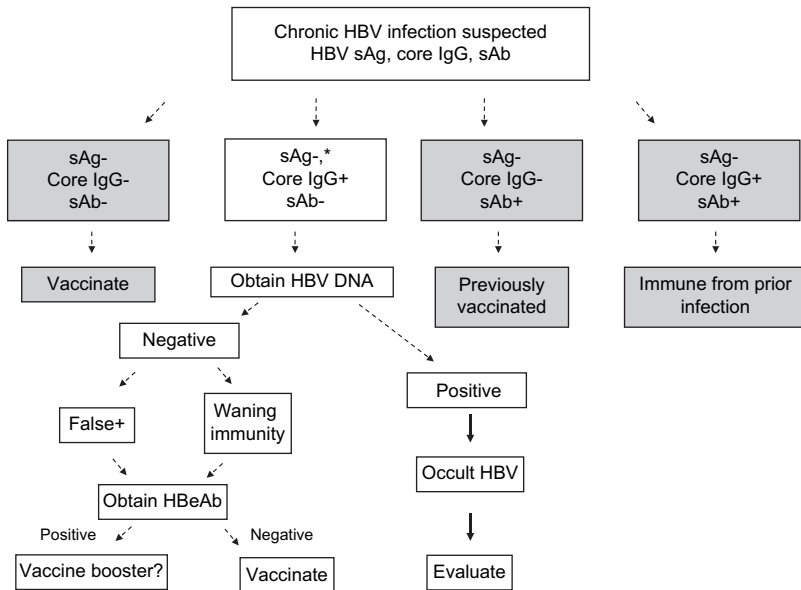 Chronic HBV infection suspected
HBV sAg, core IgG, sAb
sAg-
Core IgG-
sAb-
sAg-,*
Core IgG+
sAb-
sAg-
Core IgG-
sAb+
sAg-
Core IgG+
sAb+
Vaccinate
Obtain HBV DNA
Previously
vaccinated
Immune from prior
infection
Negative
Positive
False+
Waning
immunity
Occult HBV
Obtain HBeAb
Positive
Negative
Vaccine booster?
Vaccinate
Evaluate